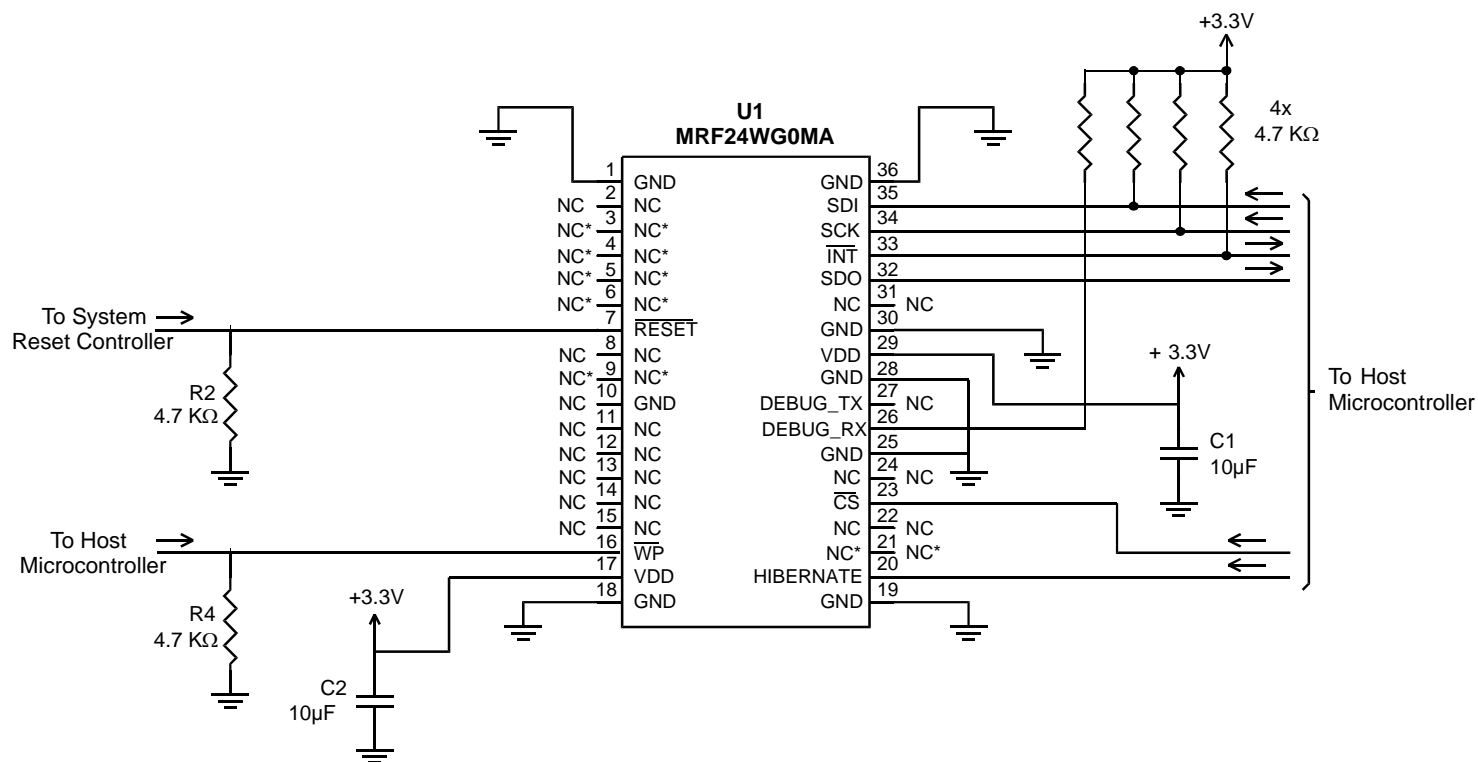 +3.3V
4x
4.7 KΩ
U1
MRF24WG0MA
1 GND
NC 2 NC
NC* 3 NC*
NC* 4 NC*
NC* 5 NC*
NC* 6 NC*
To System
Reset Controller
7 RESET
NC 8 NC
NC* 9 NC*
NC 10 GND
NC 11 NC
NC 12 NC
NC 13 NC
NC 14 NC
NC 15 NC
R2
4.7 KΩ
To Host
Microcontroller
16 WP
17 VDD
18 GND
R4
4.7 KΩ
+3.3V
C2
10µF
GND 36
SDI 35
SCK 34
INT 33
SDO 32
NC 31 NC
GND 30
VDD 29
GND 28
DEBUG_TX 27 NC
DEBUG_RX 26
GND 25
NC 24 NC
CS 23
NC 22 NC
NC* 21 NC*
HIBERNATE 20
GND 19
+ 3.3V
C1
10µF
To Host
Microcontroller